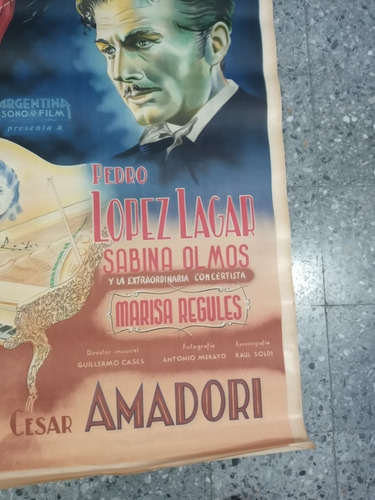 ARGENTINA
SONO FILM
presenta a
PEDRO
LOPEZ LAGAR
SABINA OLMOS
Y LA EXTRAORDINARIA CONCERTISTA
MARISA REGULES
Director musical
GUILLERMO CASES
Fotografía
ANTONIO MERAYO
Escenografía
RAUL SOLDI
CESAR AMADORI